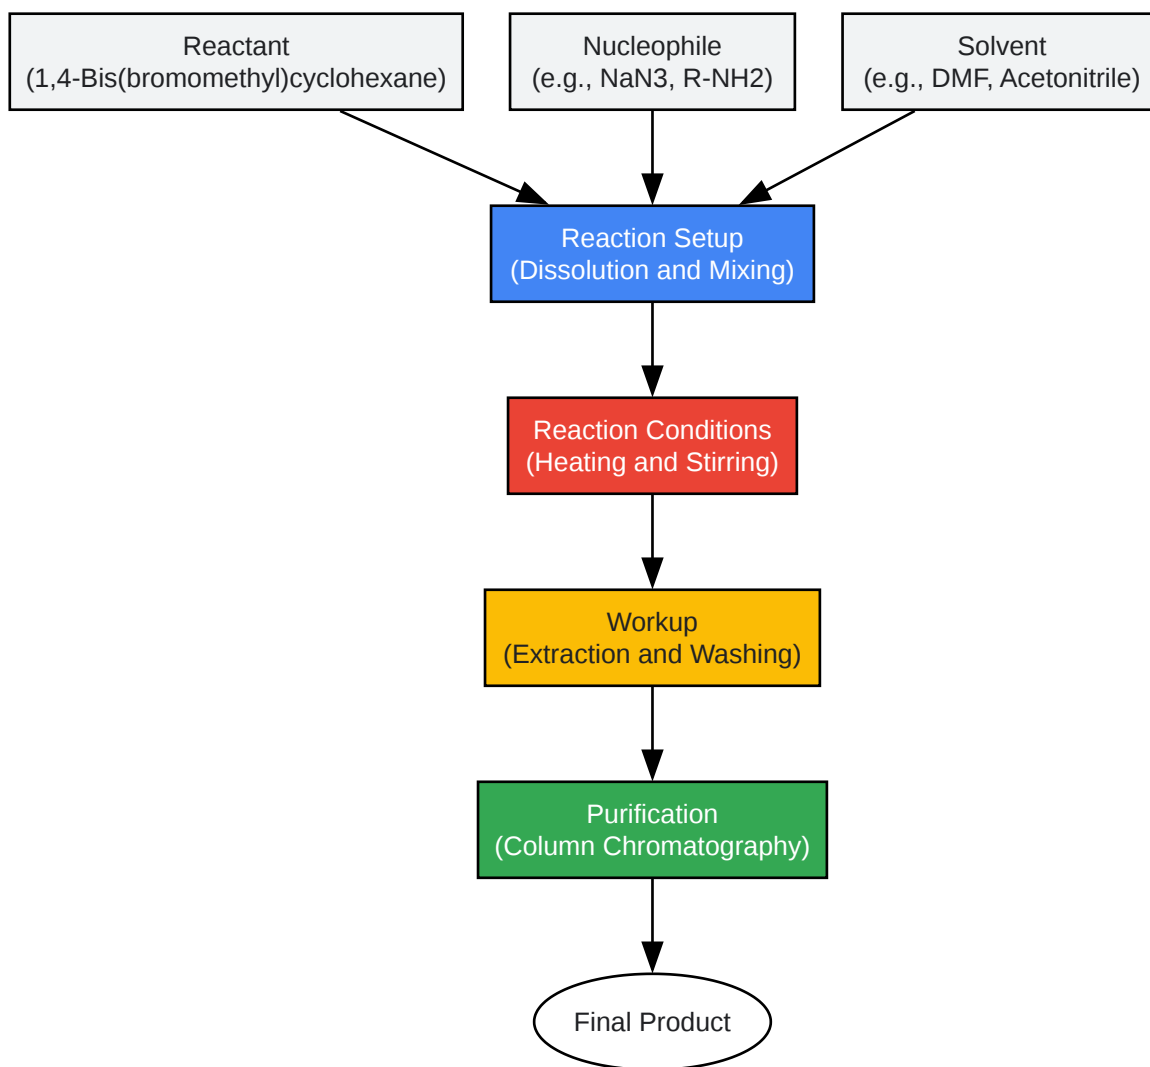 Reactant
(1,4-Bis(bromomethyl)cyclohexane)
Nucleophile
(e.g., NaN3, R-NH2)
Solvent
(e.g., DMF, Acetonitrile)
Reaction Setup
(Dissolution and Mixing)
Reaction Conditions
(Heating and Stirring)
Workup
(Extraction and Washing)
Purification
(Column Chromatography)
Final Product